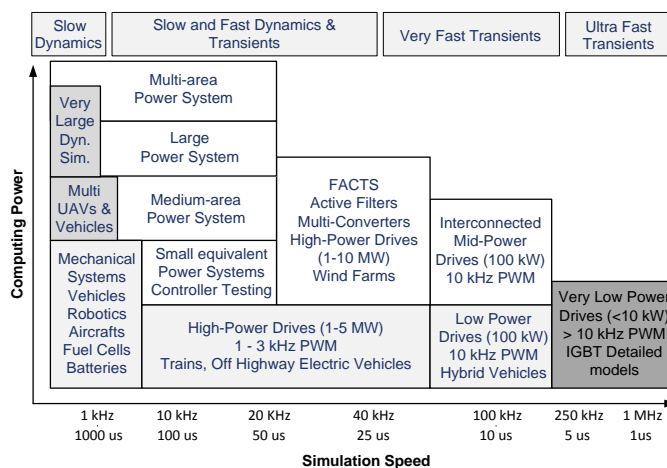 Slow
Dynamics
Slow and Fast Dynamics &
Transients
Very Fast Transients
Ultra Fast
Transients
Computing Power
Multi-area
Power System
Very
Large
Dyn.
Sim.
Large
Power System
Multi
UAVs &
Vehicles
Medium-area
Power System
FACTS
Active Filters
Multi-Converters
High-Power Drives
(1-10 MW)
Wind Farms
Interconnected
Mid-Power
Drives (100 kW)
10 kHz PWM
Mechanical
Systems
Vehicles
Robotics
Aircrafts
Fuel Cells
Batteries
Small equivalent
Power Systems
Controller Testing
High-Power Drives (1-5 MW)
1 - 3 kHz PWM
Trains, Off Highway Electric Vehicles
Low Power
Drives (100 kW)
10 kHz PWM
Hybrid Vehicles
Very Low Power
Drives (<10 kW)
> 10 kHz PWM
IGBT Detailed
models
1 kHz
1000 us
10 kHz
100 us
20 KHz
50 us
40 kHz
25 us
100 kHz
10 us
250 kHz
5 us
1 MHz
1us
Simulation Speed